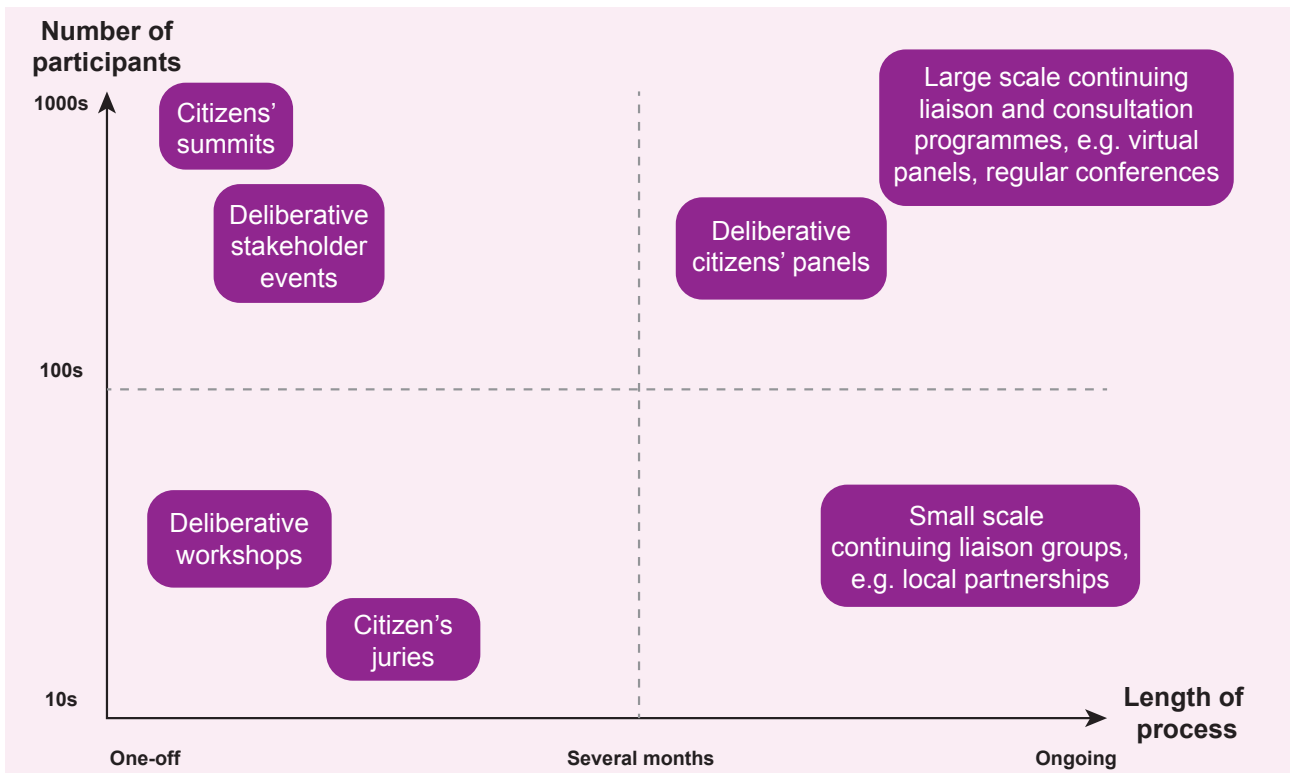 Number of
participants
1000s
Citizens’
summits
Deliberative
stakeholder
events
Deliberative
citizens’ panels
Large scale continuing
liaison and consultation
programmes, e.g. virtual
panels, regular conferences
100s
Deliberative
workshops
Citizen’s
juries
Small scale
continuing liaison groups,
e.g. local partnerships
10s
Length of
process
One-off
Several months
Ongoing